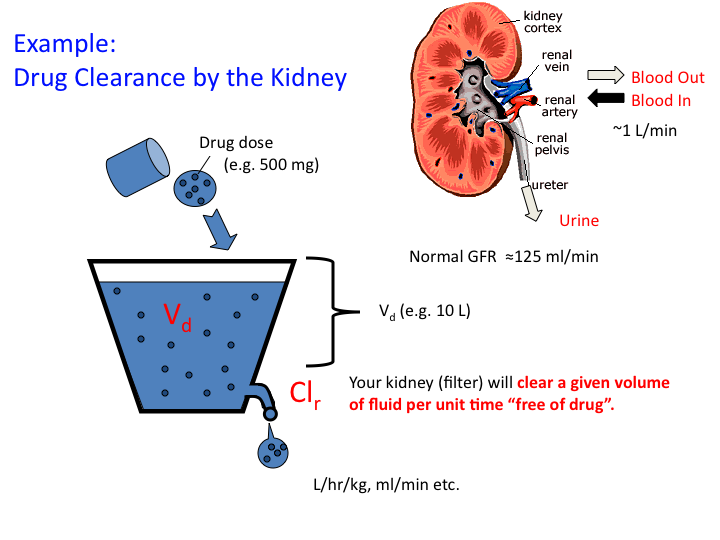 Example:
Drug Clearance by the Kidney
kidney
cortex
renal
vein
Blood Out
Blood In
renal
artery
~1 L/min
renal
pelvis
ureter
Urine
Drug dose
(e.g. 500 mg)
Normal GFR ≈125 ml/min
Vd
Vd (e.g. 10 L)
Clr
Your kidney (filter) will clear a given volume
of fluid per unit time “free of drug”.
L/hr/kg, ml/min etc.